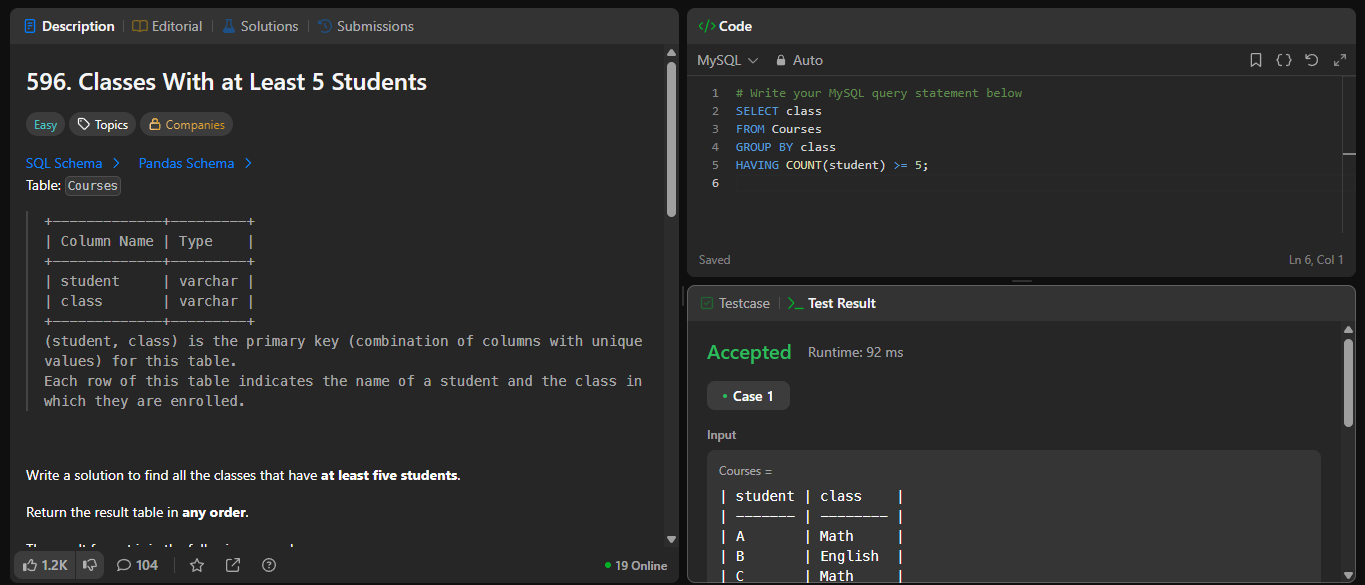 Description
Editorial
Solutions
Submissions
596. Classes With at Least 5 Students
Easy
Topics
Companies
SQL Schema
Pandas Schema
Table: Courses
+-------------+---------+
| Column Name | Type    |
+-------------+---------+
| student     | varchar |
| class       | varchar |
+-------------+---------+
(student, class) is the primary key (combination of columns with unique
values) for this table.
Each row of this table indicates the name of a student and the class in
which they are enrolled.
Write a solution to find all the classes that have at least five students.
Return the result table in any order.
1.2K
104
19 Online
</> Code
MySQL
Auto
1 # Write your MySQL query statement below
2 SELECT class
3 FROM Courses
4 GROUP BY class
5 HAVING COUNT(student) >= 5;
6
Saved
Ln 6, Col 1
Testcase
>_ Test Result
Accepted
Runtime: 92 ms
Case 1
Input
Courses =
| student | class    |
| ------- | -------- |
| A       | Math     |
| B       | English  |
| C       | Math     |